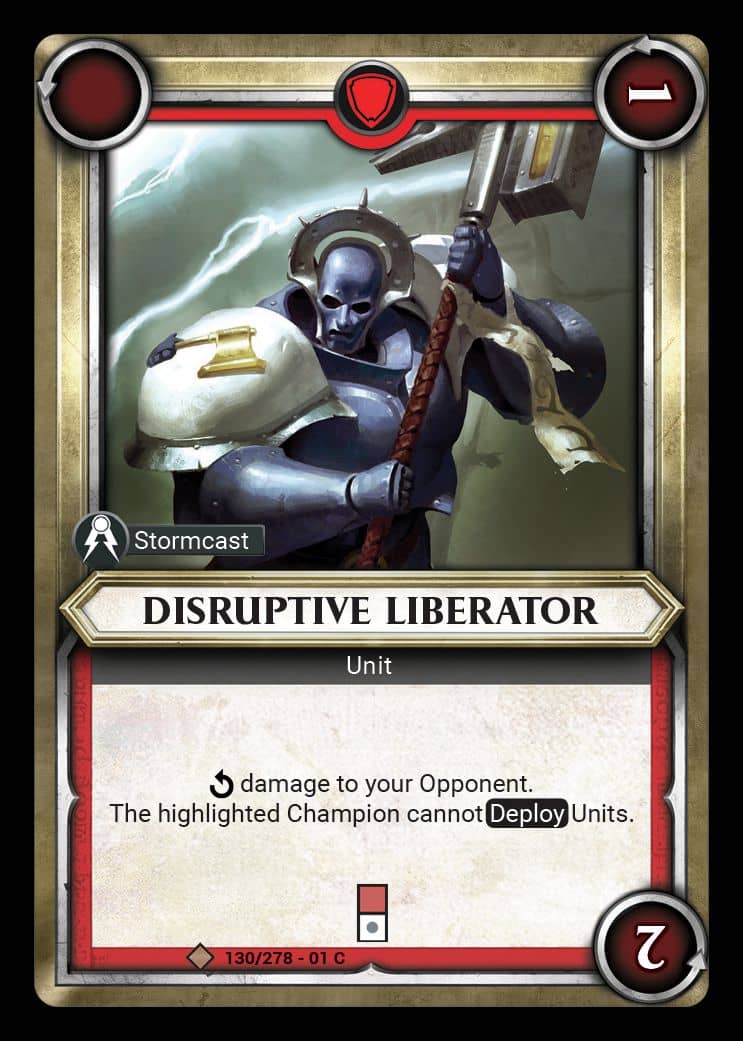 1
Stormcast
DISRUPTIVE LIBERATOR
Unit
damage to your Opponent.
The highlighted Champion cannot Deploy Units.
2
130/278 - 01 C